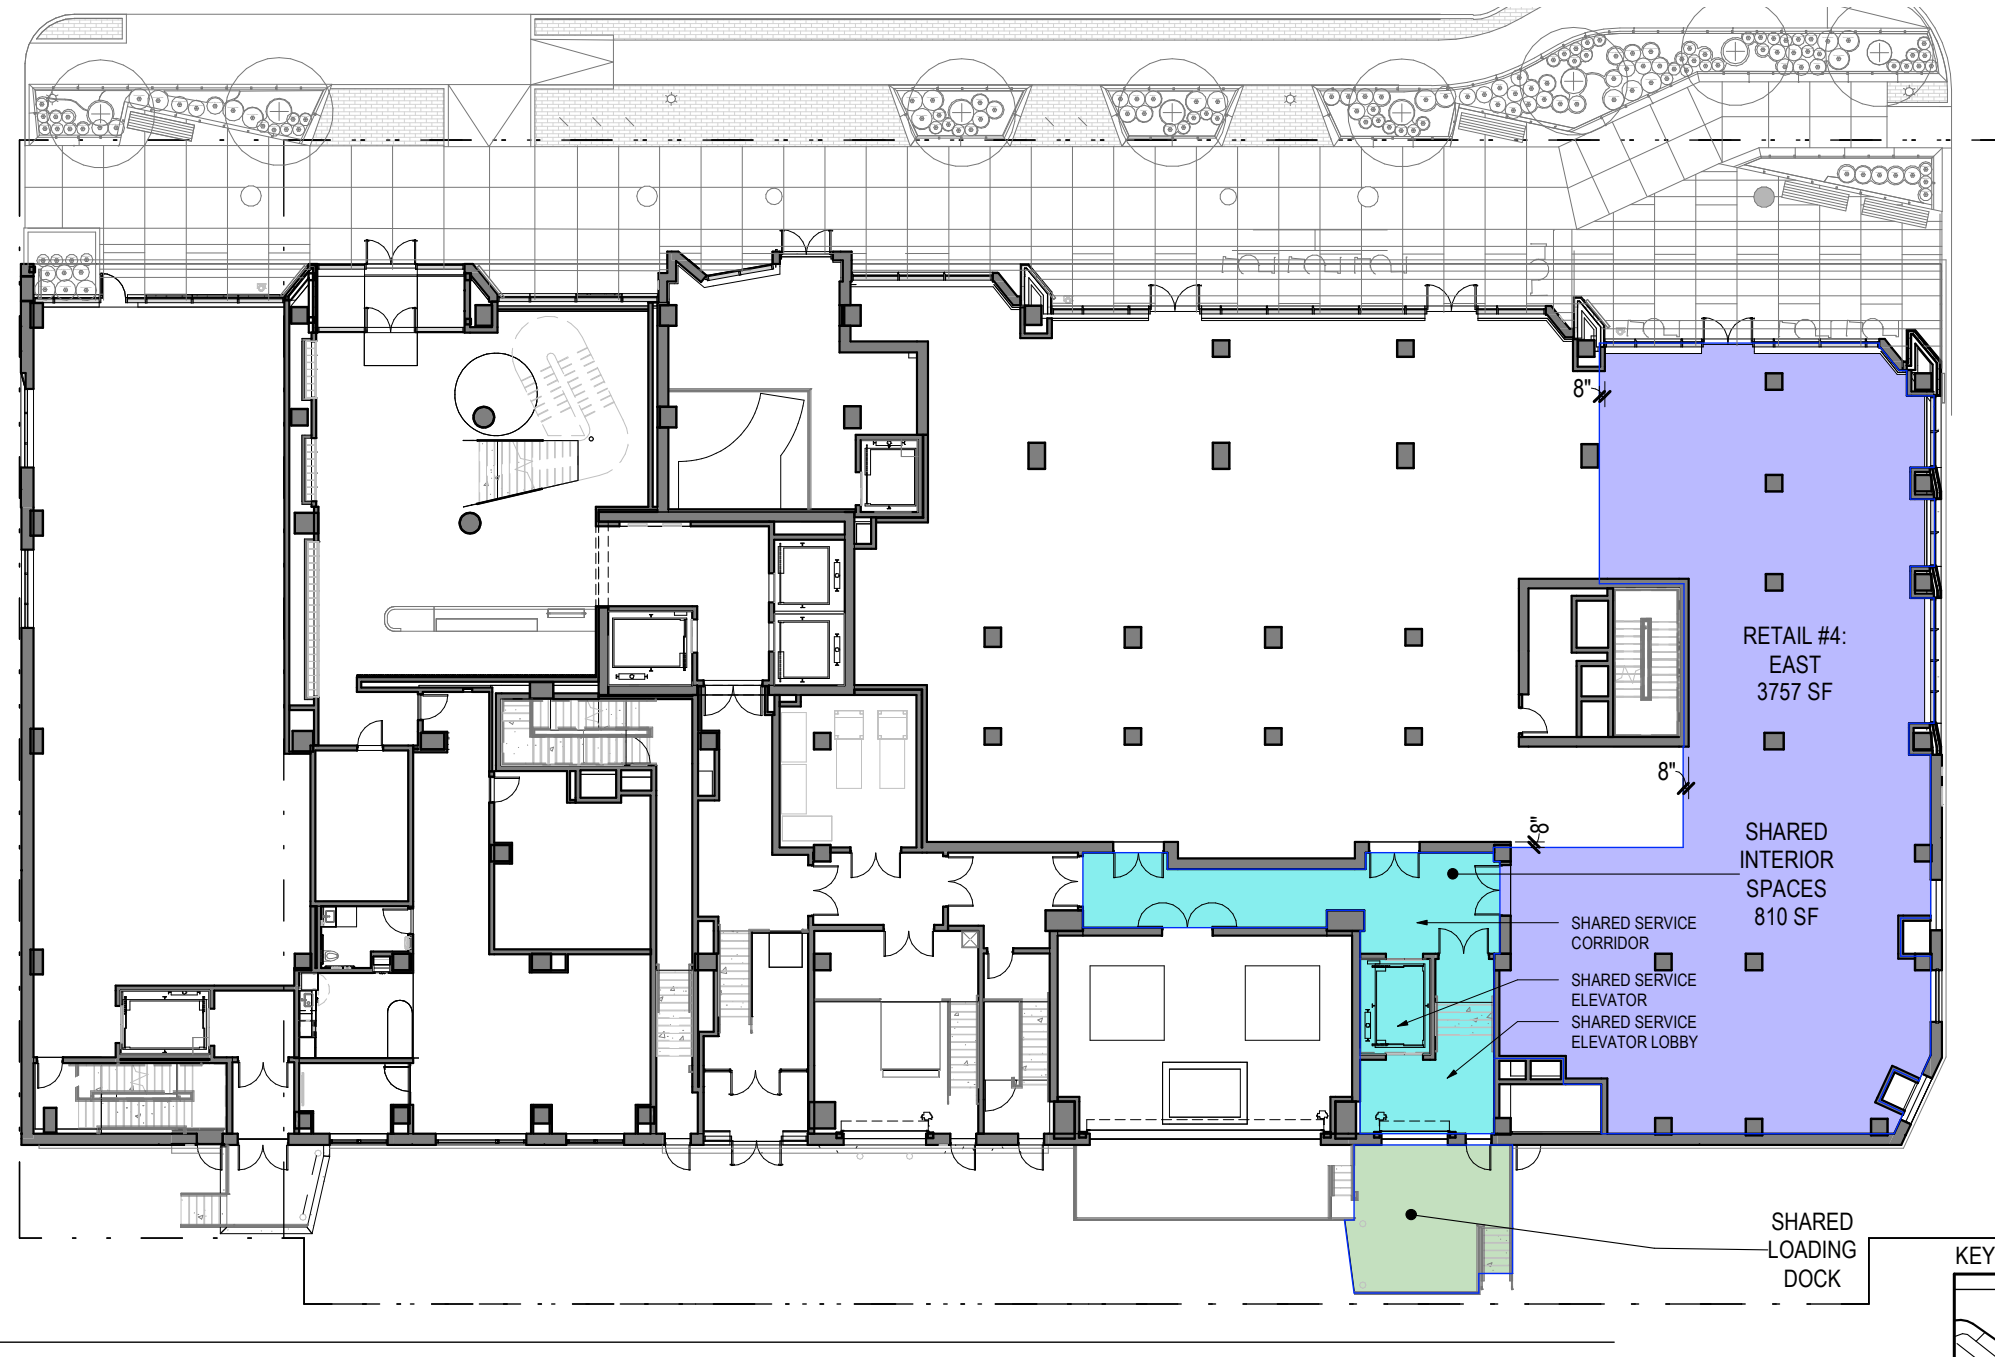 8"
RETAIL #4:
EAST
3757 SF
8"
8"
SHARED
INTERIOR
SPACES
810 SF
SHARED SERVICE
CORRIDOR
SHARED SERVICE
ELEVATOR
SHARED SERVICE
ELEVATOR LOBBY
SHARED
LOADING
DOCK
KEY